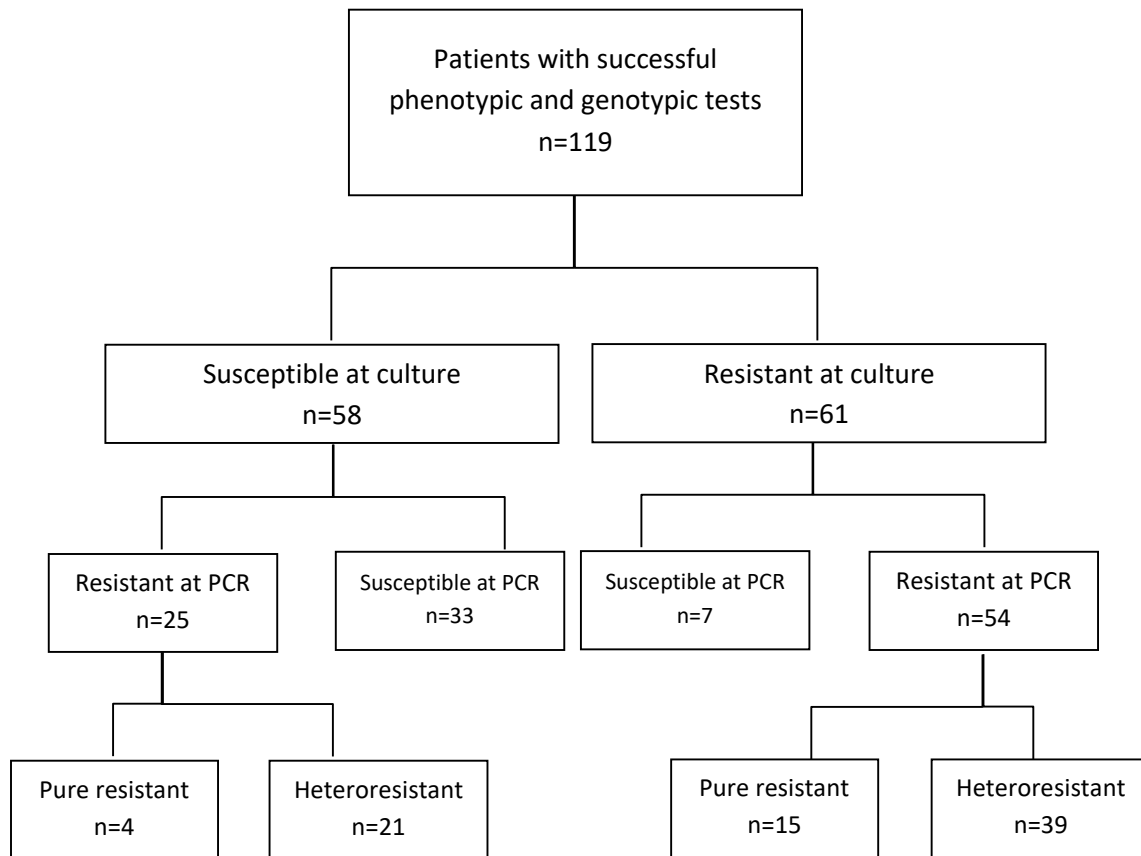 Patients with successful
phenotypic and genotypic tests
n=119
Susceptible at culture
n=58
Resistant at culture
n=61
Resistant at PCR
n=25
Susceptible at PCR
n=33
Susceptible at PCR
n=7
Resistant at PCR
n=54
Pure resistant
n=4
Heteroresistant
n=21
Pure resistant
n=15
Heteroresistant
n=39